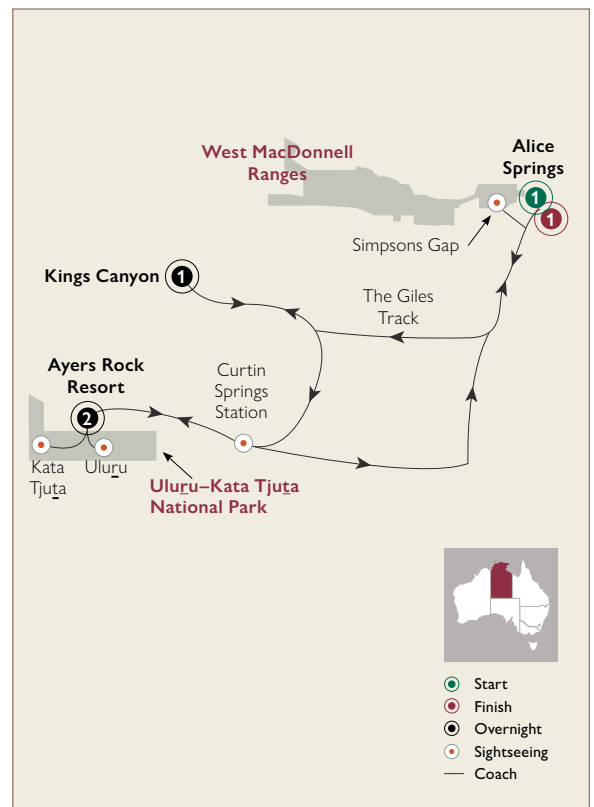 Alice
Springs
West MacDonnell
Ranges
1
1
Simpsons Gap
Kings Canyon
1
The Giles
Track
Ayers Rock
Resort
Curtin
Springs
Station
2
Kata
Tjuṯa
Uluṟu
Uluṟu–Kata Tjuṯa
National Park
Start
Finish
Overnight
Sightseeing
Coach